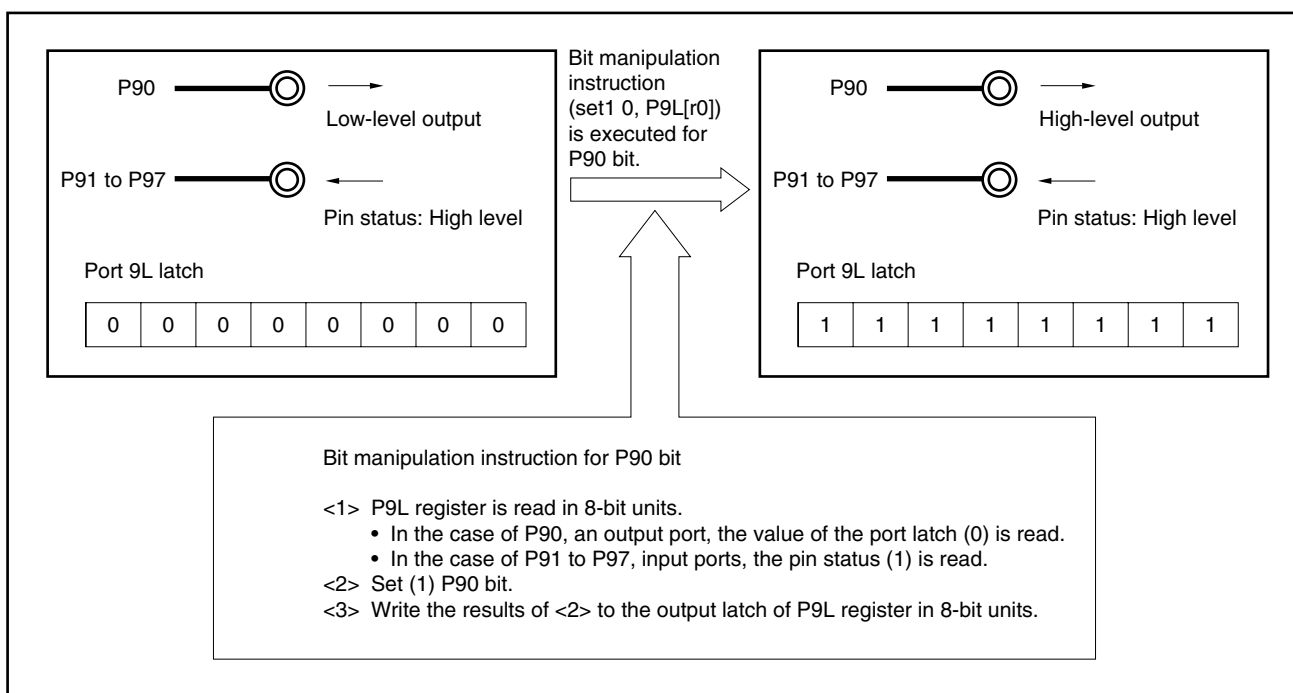 P90
Low-level output
P91 to P97
Pin status: High level
Port 9L latch
0 0 0 0 0 0 0 0
Bit manipulation
instruction
(set1 0, P9L[r0])
is executed for
P90 bit.
P90
High-level output
P91 to P97
Pin status: High level
Port 9L latch
1 1 1 1 1 1 1 1
Bit manipulation instruction for P90 bit
<1> P9L register is read in 8-bit units.
• In the case of P90, an output port, the value of the port latch (0) is read.
• In the case of P91 to P97, input ports, the pin status (1) is read.
<2> Set (1) P90 bit.
<3> Write the results of <2> to the output latch of P9L register in 8-bit units.